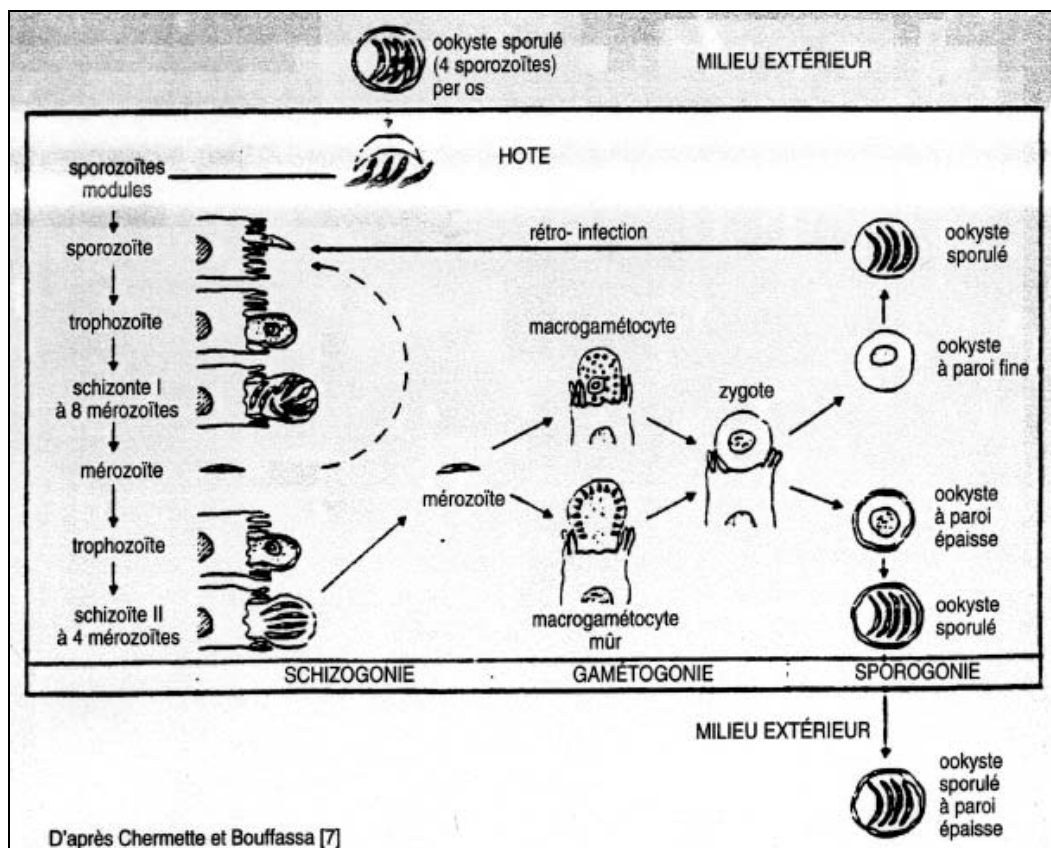 ookyste sporulé
(4 sporozoïtes)
per os
MILIEU EXTÉRIEUR
HOTE
sporozoïtes
modules
sporozoïte
rétro- infection
ookyste
sporulé
trophozoïte
macrogamétocyte
ookyste
à paroi fine
schizonte I
à 8 mérozoïtes
zygote
mérozoïte
mérozoïte
ookyste
à paroi
épaisse
trophozoïte
schizoïte II
à 4 mérozoïtes
macrogamétocyte
mûr
ookyste
sporulé
SCHIZOGONIE
GAMÉTOGONIE
SPOROGONIE
MILIEU EXTÉRIEUR
ookyste
sporulé
à paroi
épaisse
D'après Chermette et Bouffassa [7]